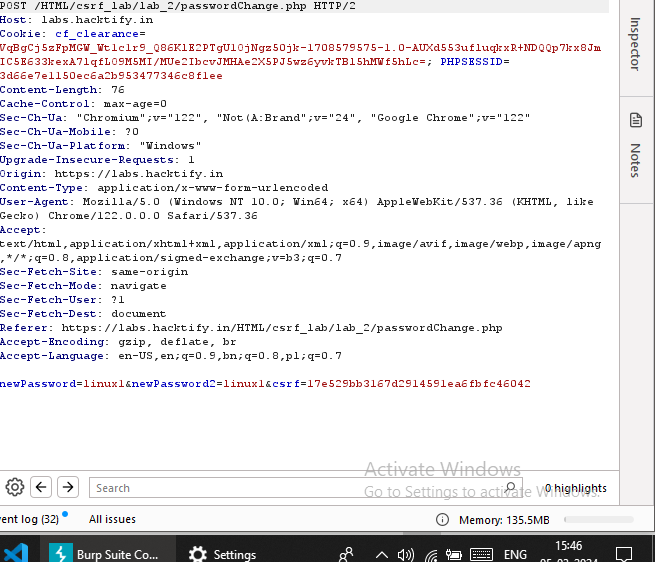 POST /HTML/csrf_lab/lab_2/passwordChange.php HTTP/2
Host: labs.hacktify.in
Cookie: cf_clearance=
VqBgCj5zFpMGW_Wt1clr9_Q86K1E2PTgUl0jNgz50jk-1708579575-1.0-AUXd553uf1uqkxR+NDQQp7kx8Jm
IC5E633kexA71qfL09M5MI/MUe2IbcvJMHAe2X5PJ5wz6yvkTB15hMWf5hLc=; PHPSESSID=
3d66e7e1150ec6a2b953477346c8f1ee
Content-Length: 76
Cache-Control: max-age=0
Sec-Ch-Ua: "Chromium";v="122", "Not(A:Brand";v="24", "Google Chrome";v="122"
Sec-Ch-Ua-Mobile: ?0
Sec-Ch-Ua-Platform: "Windows"
Upgrade-Insecure-Requests: 1
Origin: https://labs.hacktify.in
Content-Type: application/x-www-form-urlencoded
User-Agent: Mozilla/5.0 (Windows NT 10.0; Win64; x64) AppleWebKit/537.36 (KHTML, like
Gecko) Chrome/122.0.0.0 Safari/537.36
Accept:
text/html,application/xhtml+xml,application/xml;q=0.9,image/avif,image/webp,image/apng
,*/*;q=0.8,application/signed-exchange;v=b3;q=0.7
Sec-Fetch-Site: same-origin
Sec-Fetch-Mode: navigate
Sec-Fetch-User: ?1
Sec-Fetch-Dest: document
Referer: https://labs.hacktify.in/HTML/csrf_lab/lab_2/passwordChange.php
Accept-Encoding: gzip, deflate, br
Accept-Language: en-US,en;q=0.9,bn;q=0.8,pl;q=0.7
newPassword=linux1&newPassword2=linux1&csrf=17e529bb3167d2914591ea6fbfc46042
Inspector
Notes
Activate Windows
Go to Settings to activate Windows.
Search
0 highlights
ent log (32)
All issues
Memory: 135.5MB
Burp Suite Co...
Settings
ENG
15:46